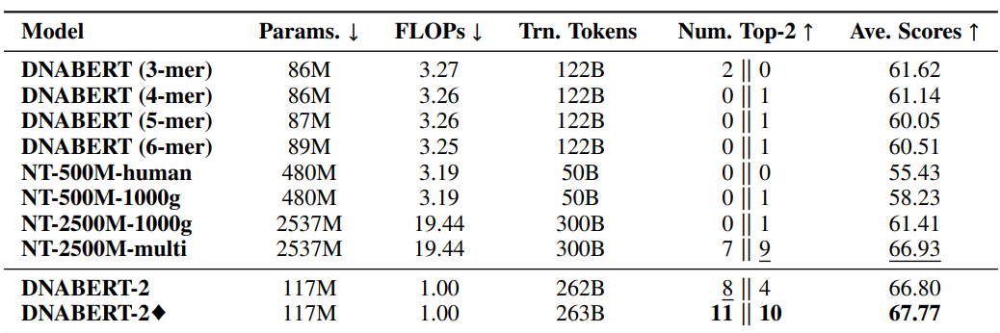 Model Params. ↓ FLOPs ↓ Trn. Tokens Num. Top-2 ↑ Ave. Scores ↑
DNABERT (3-mer) 86M 3.27 122B 2 || 0 61.62
DNABERT (4-mer) 86M 3.26 122B 0 || 1 61.14
DNABERT (5-mer) 87M 3.26 122B 0 || 1 60.05
DNABERT (6-mer) 89M 3.25 122B 0 || 1 60.51
NT-500M-human 480M 3.19 50B 0 || 0 55.43
NT-500M-1000g 480M 3.19 50B 0 || 1 58.23
NT-2500M-1000g 2537M 19.44 300B 0 || 1 61.41
NT-2500M-multi 2537M 19.44 300B 7 || 9 66.93
DNABERT-2 117M 1.00 262B 8 || 4 66.80
DNABERT-2♦ 117M 1.00 263B 11 || 10 67.77